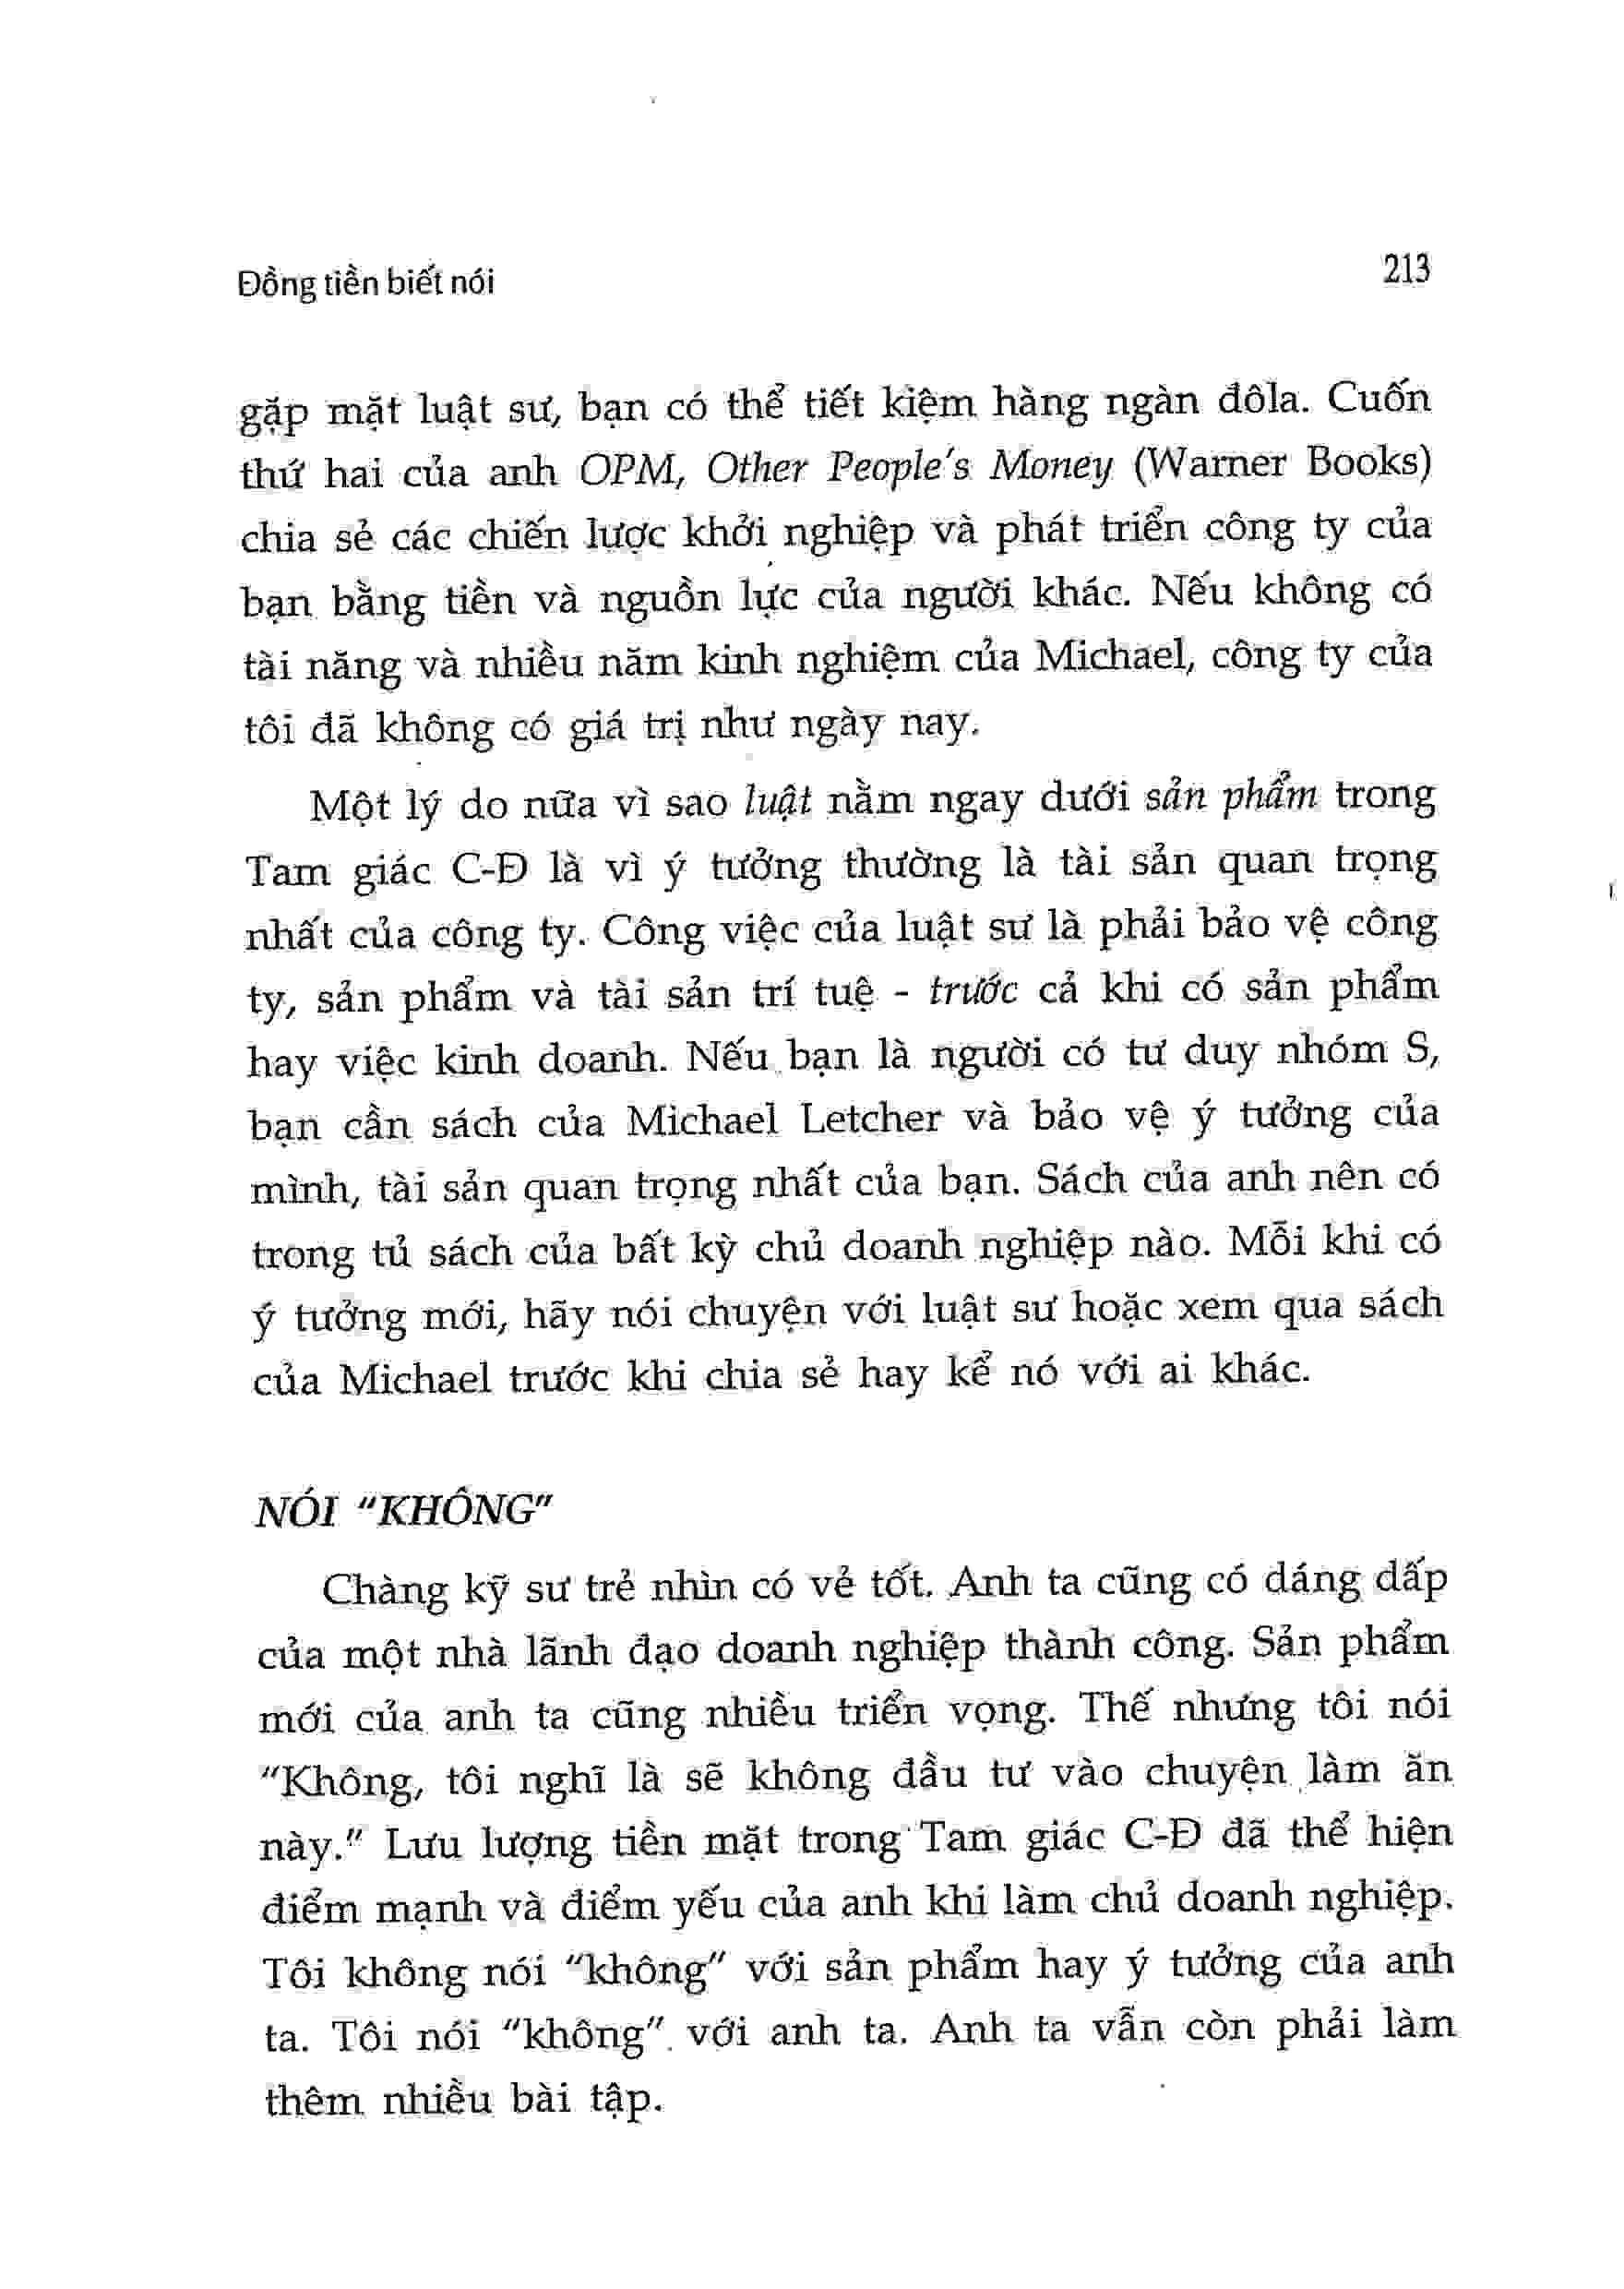 Đồng tiền biết nói
213
gặp mặt luật sư, bạn có thể tiết kiệm hàng ngàn đôla. Cuốn
thứ hai của anh OPM, Other People's Money (Warner Books)
chia sẻ các chiến lược khởi nghiệp và phát triển công ty của
bạn bằng tiền và nguồn lực của người khác. Nếu không có
tài năng và nhiều năm kinh nghiệm của Michael, công ty của
tôi đã không có giá trị như ngày nay.
Một lý do nữa vì sao luật nằm ngay dưới sản phẩm trong
Tam giác C-Đ là vì ý tưởng thường là tài sản quan trọng
nhất của công ty. Công việc của luật sư là phải bảo vệ công
ty, sản phẩm và tài sản trí tuệ - trước cả khi có sản phẩm
hay việc kinh doanh. Nếu bạn là người có tư duy nhóm S,
bạn cần sách của Michael Letcher và bảo vệ ý tưởng của
mình, tài sản quan trọng nhất của bạn. Sách của anh nên có
trong tủ sách của bất kỳ chủ doanh nghiệp nào. Mỗi khi có
ý tưởng mới, hãy nói chuyện với luật sư hoặc xem qua sách
của Michael trước khi chia sẻ hay kể nó với ai khác.
NÓI "KHÔNG"
Chàng kỹ sư trẻ nhìn có vẻ tốt. Anh ta cũng có dáng dấp
của một nhà lãnh đạo doanh nghiệp thành công. Sản phẩm
mới của anh ta cũng nhiều triển vọng. Thế nhưng tôi nói
"Không, tôi nghĩ là sẽ không đầu tư vào chuyện làm ăn
này." Lưu lượng tiền mặt trong Tam giác C-Đ đã thể hiện
điểm mạnh và điểm yếu của anh khi làm chủ doanh nghiệp.
Tôi không nói "không" với sản phẩm hay ý tưởng của anh
ta. Tôi nói "không" với anh ta. Anh ta vẫn còn phải làm
thêm nhiều bài tập.